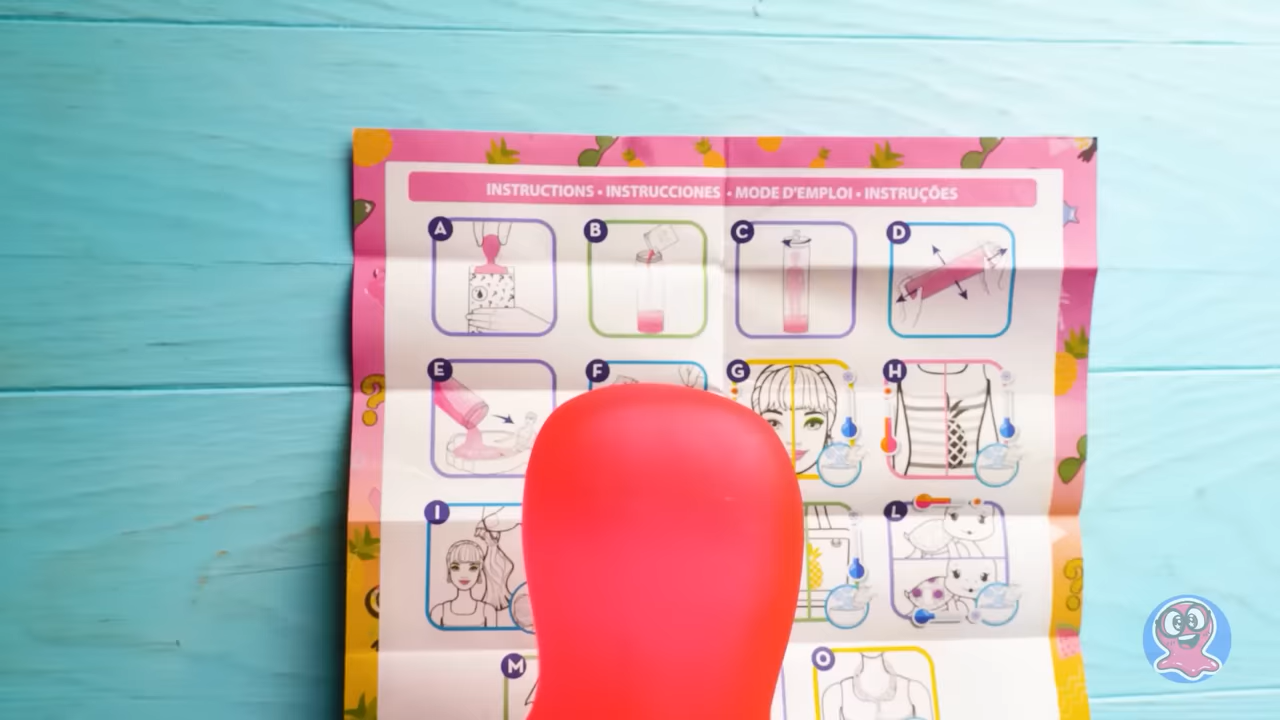 INSTRUCTIONS • INSTRUCCIONES • MODE D'EMPLOI • INSTRUÇÕES
A B C D
E F G H
I L
M O